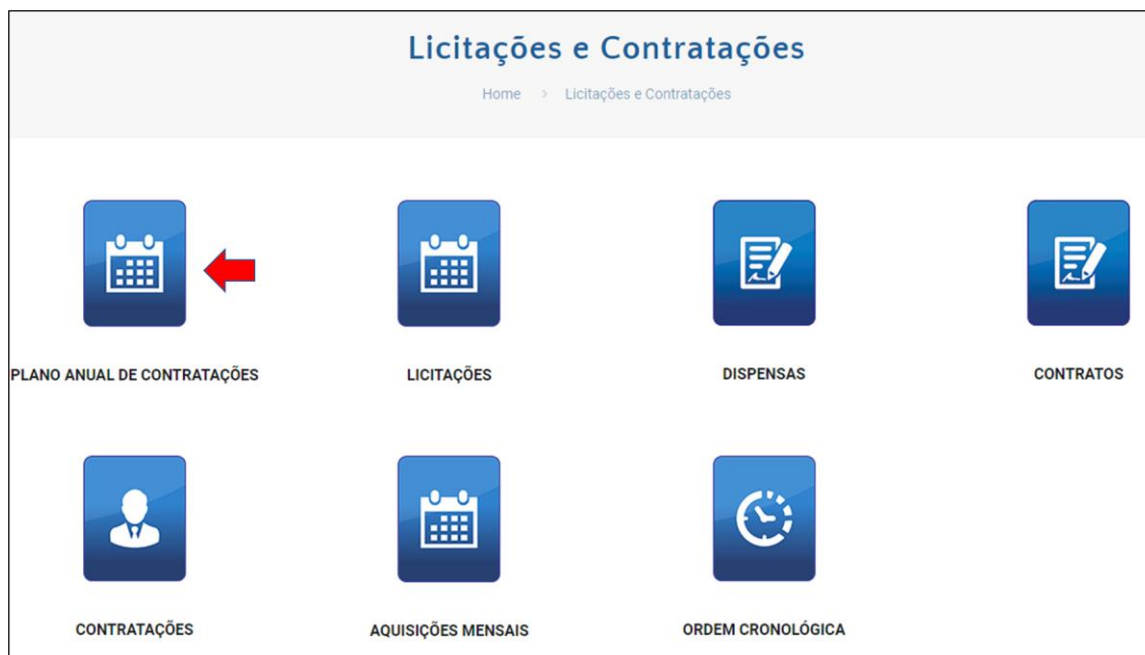 Licitações e Contratações
Home > Licitações e Contratações
PLANO ANUAL DE CONTRATAÇÕES
LICITAÇÕES
DISPENSAS
CONTRATOS
CONTRATAÇÕES
AQUISIÇÕES MENSAIS
ORDEM CRONOLÓGICA